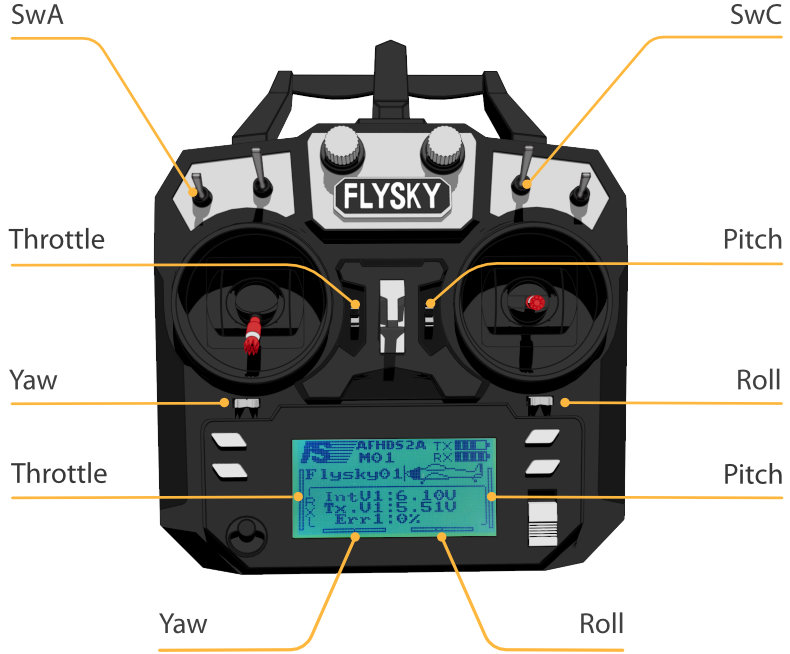 SwA
SwC
FLYSKY
Throttle
Pitch
Yaw
Roll
AFHDS2A
M01
TX
RX
Flysky01
IntV1:6.10V
Tx.V1:5.51V
Err1:0%
Throttle
Pitch
Yaw
Roll